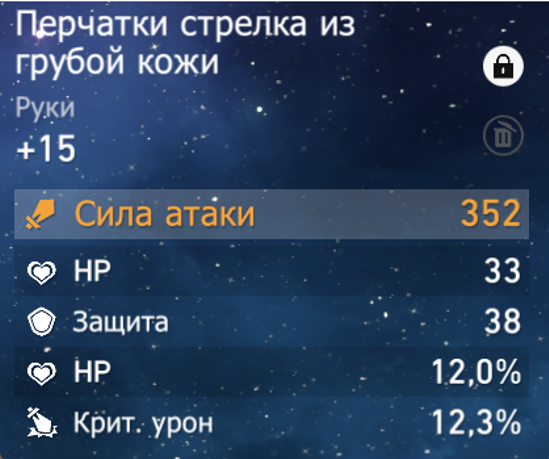 Перчатки стрелка из
грубой кожи
Руки
+15
Сила атаки 352
HP 33
Защита 38
HP 12,0%
Крит. урон 12,3%